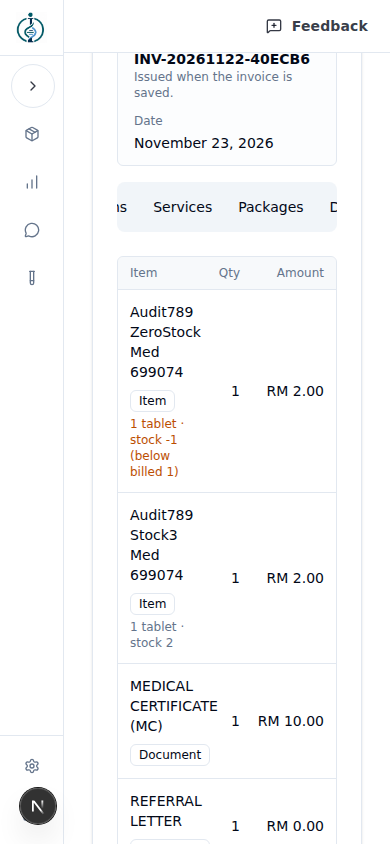 Feedback
INV-20261122-40ECB6
Issued when the invoice is
saved.
Date
November 23, 2026
Services Packages
Item Qty Amount
Audit789
ZeroStock
Med
699074
Item
1 RM 2.00
1 tablet ·
stock -1
(below
billed 1)
Audit789
Stock3
Med
699074
1 RM 2.00
Item
1 tablet ·
stock 2
MEDICAL
CERTIFICATE
(MC)
1 RM 10.00
Document
REFERRAL
LETTER
1 RM 0.00
N